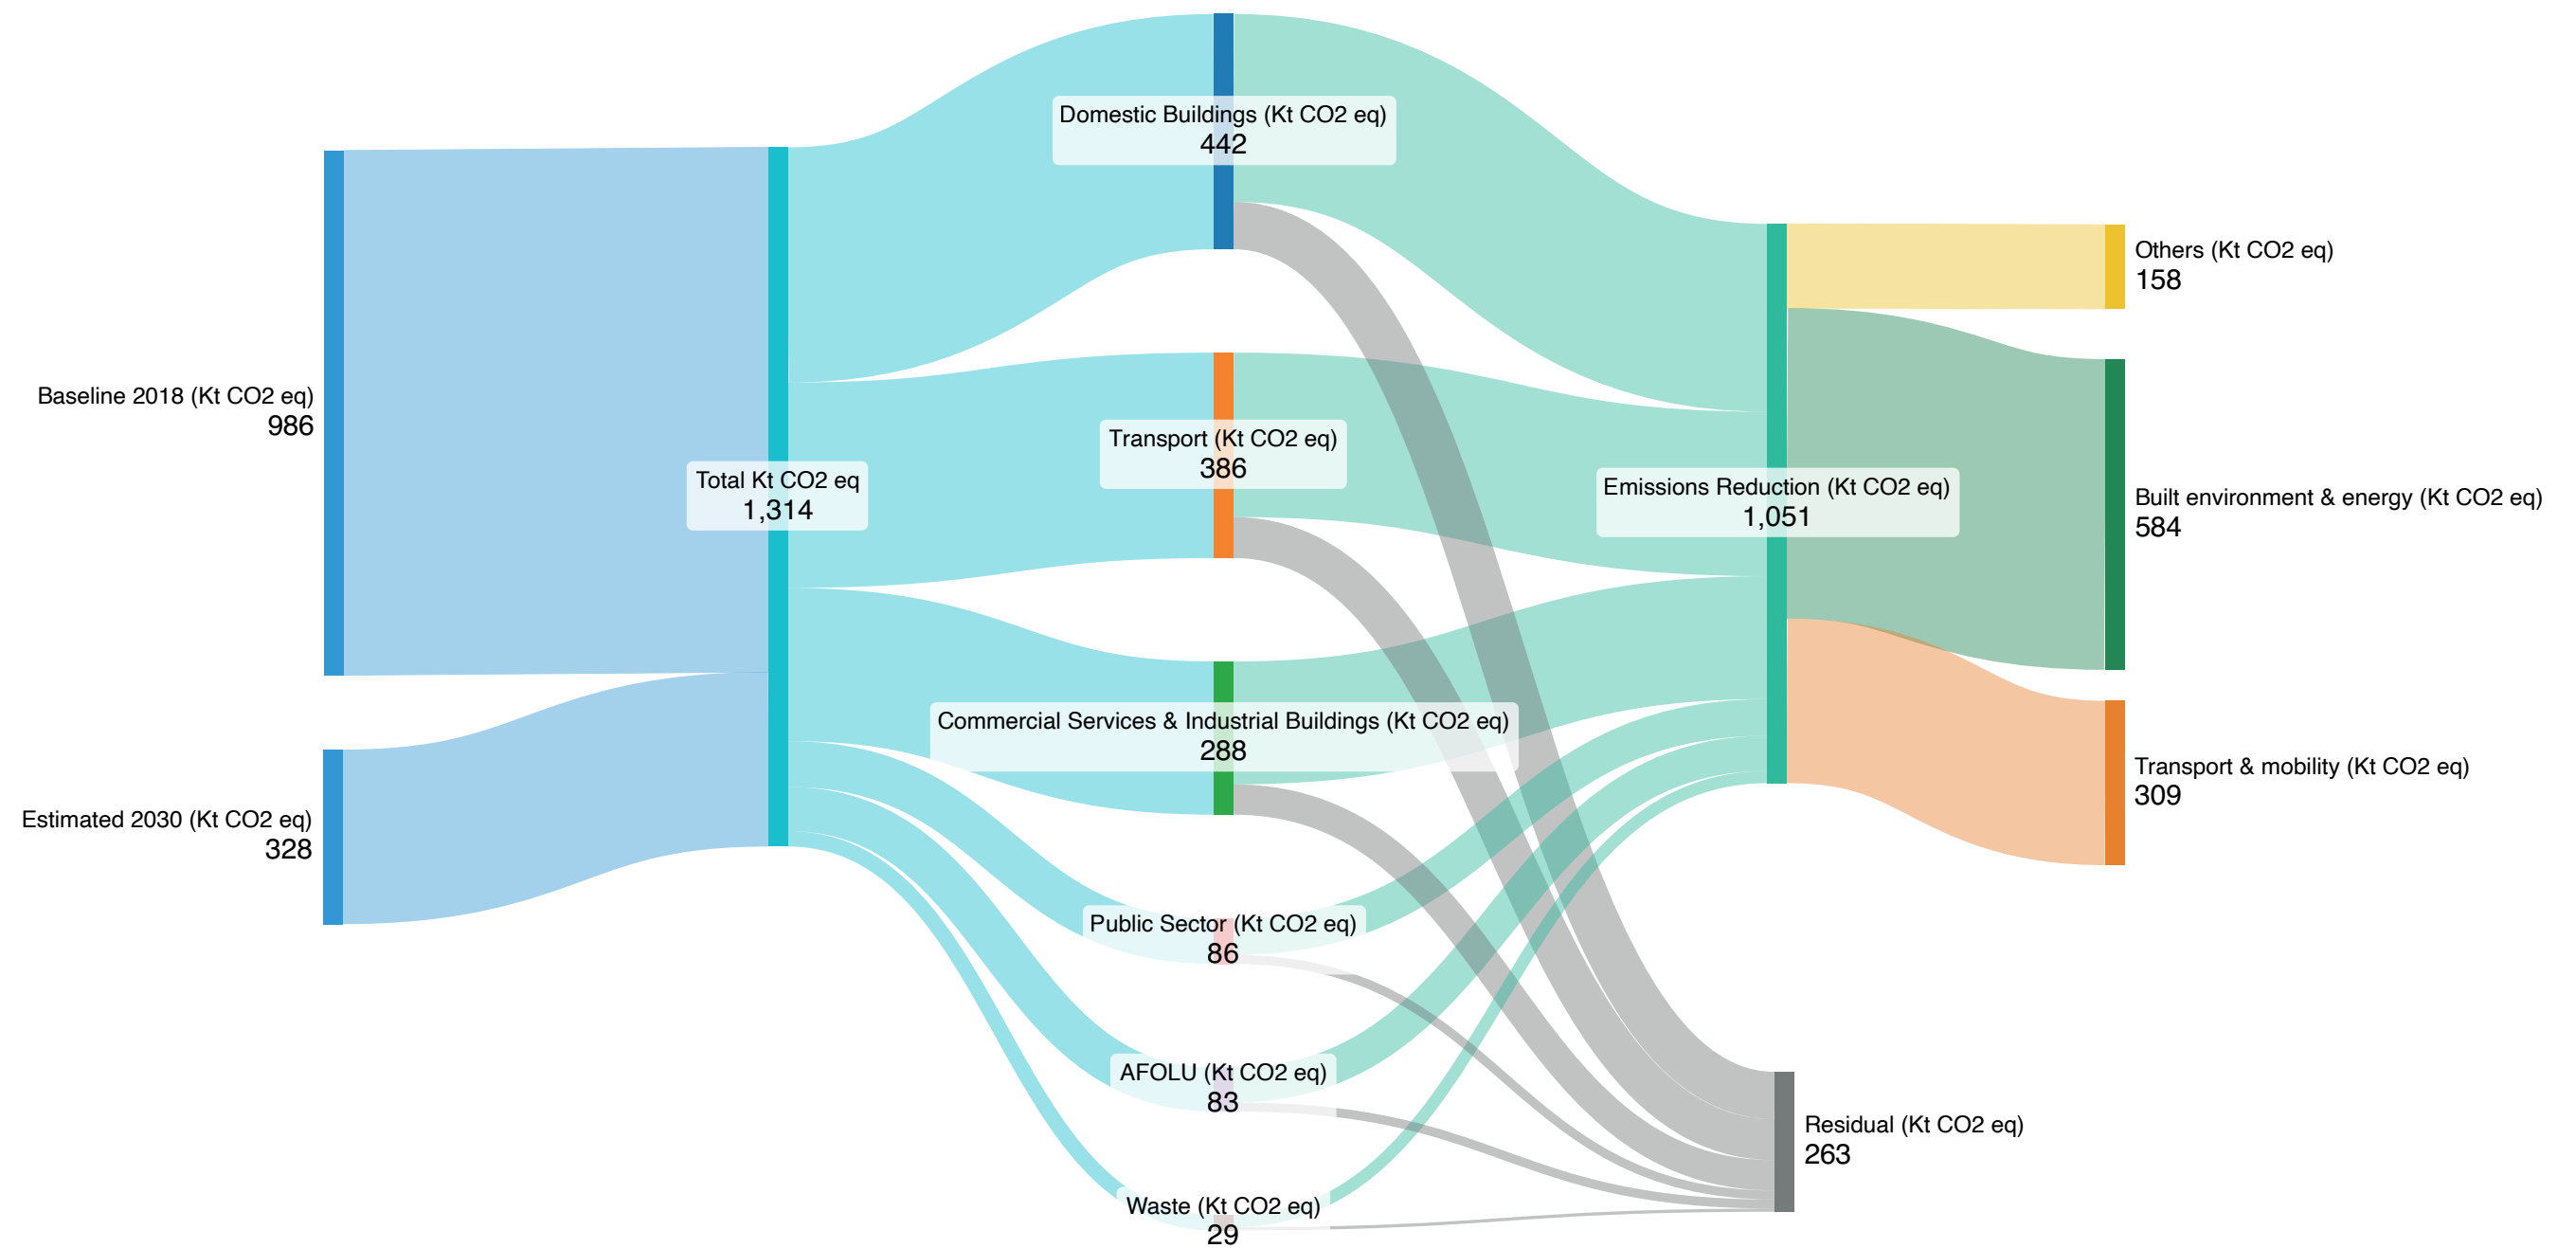 Baseline 2018 (Kt CO2 eq)
986
Estimated 2030 (Kt CO2 eq)
328
Total Kt CO2 eq
1,314
Domestic Buildings (Kt CO2 eq)
442
Transport (Kt CO2 eq)
386
Commercial Services & Industrial Buildings (Kt CO2 eq)
288
Public Sector (Kt CO2 eq)
86
AFOLU (Kt CO2 eq)
83
Waste (Kt CO2 eq)
29
Emissions Reduction (Kt CO2 eq)
1,051
Residual (Kt CO2 eq)
263
Others (Kt CO2 eq)
158
Built environment & energy (Kt CO2 eq)
584
Transport & mobility (Kt CO2 eq)
309